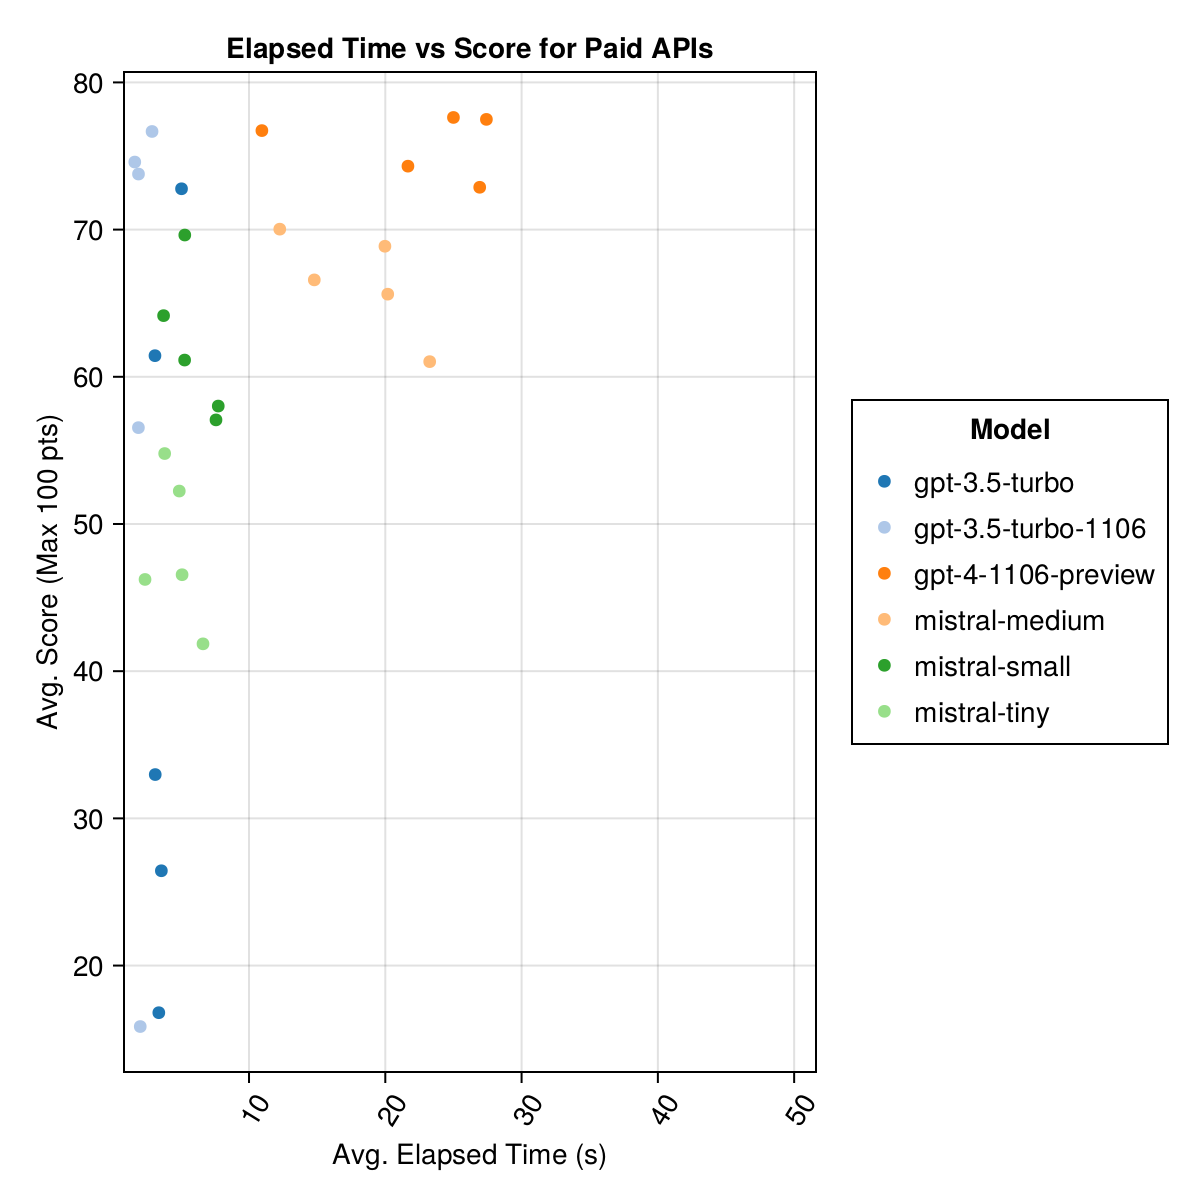 Elapsed Time vs Score for Paid APIs
80
70
60
50
40
30
20
Avg. Score (Max 100 pts)
10
20
30
40
50
Avg. Elapsed Time (s)
Model
gpt-3.5-turbo
gpt-3.5-turbo-1106
gpt-4-1106-preview
mistral-medium
mistral-small
mistral-tiny